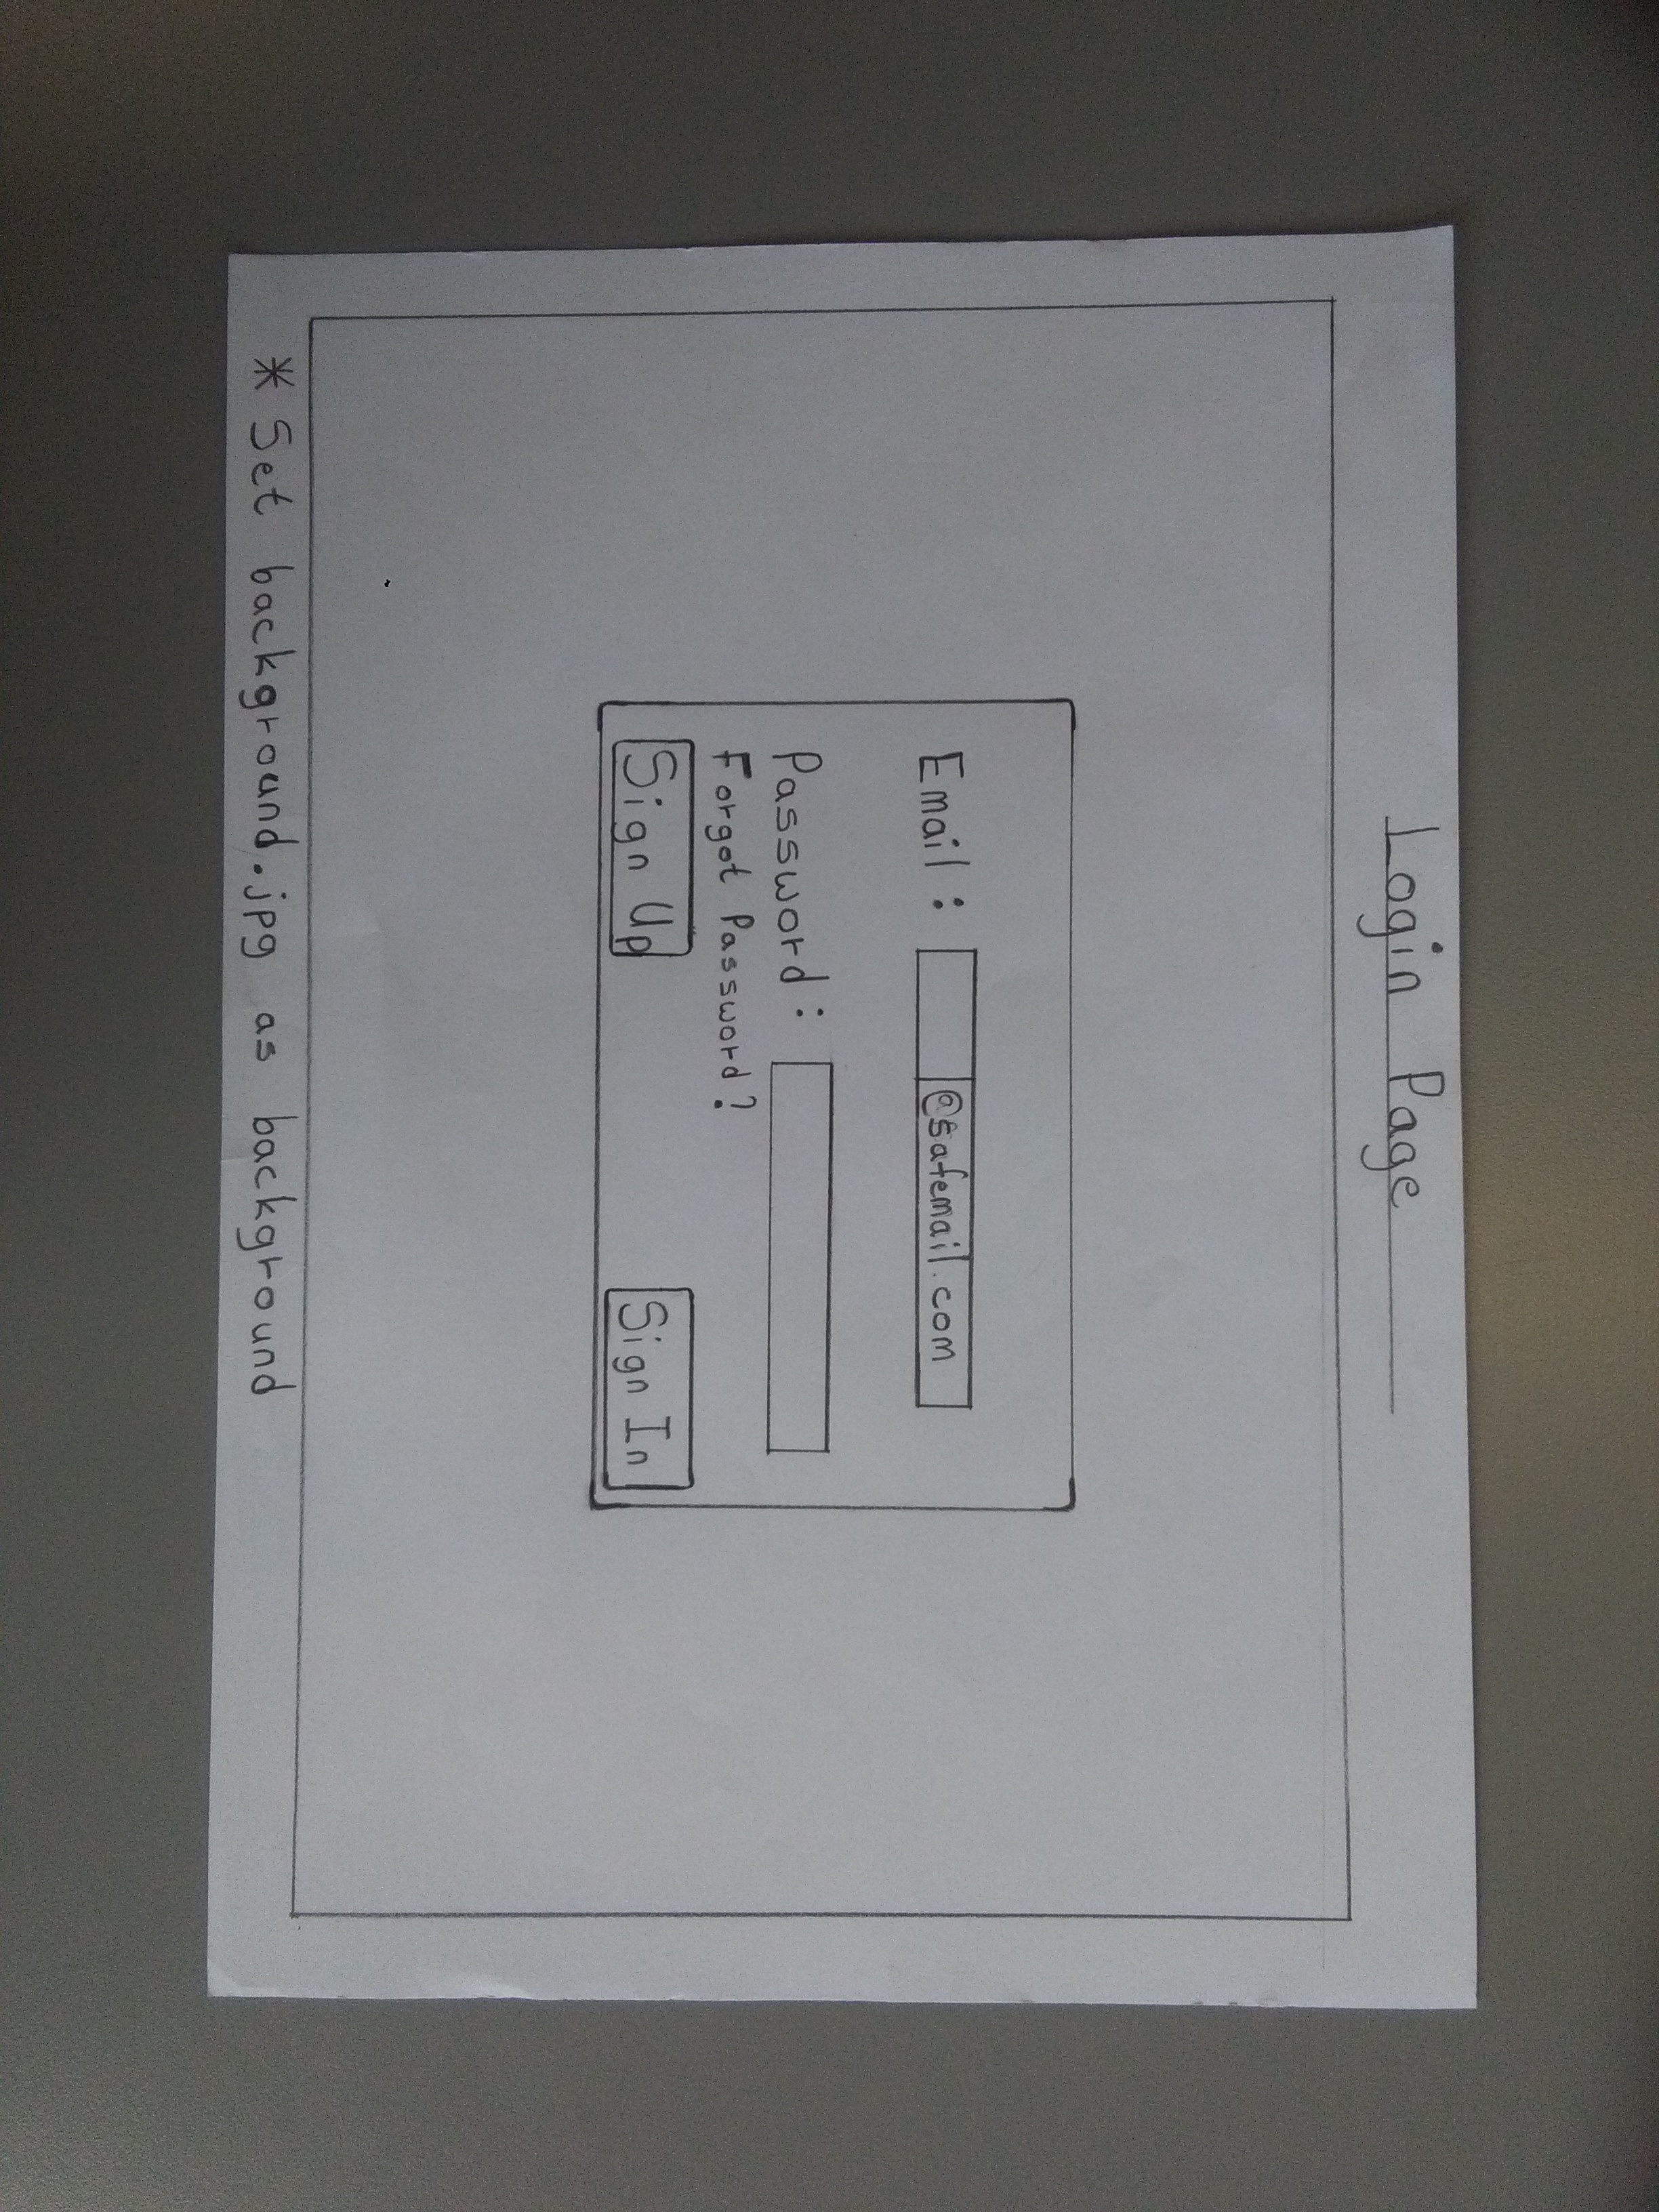 Login Page
Email :
@safemail.com
Password :
Forgot Password?
Sign Up
Sign In
* Set background.jpg as background